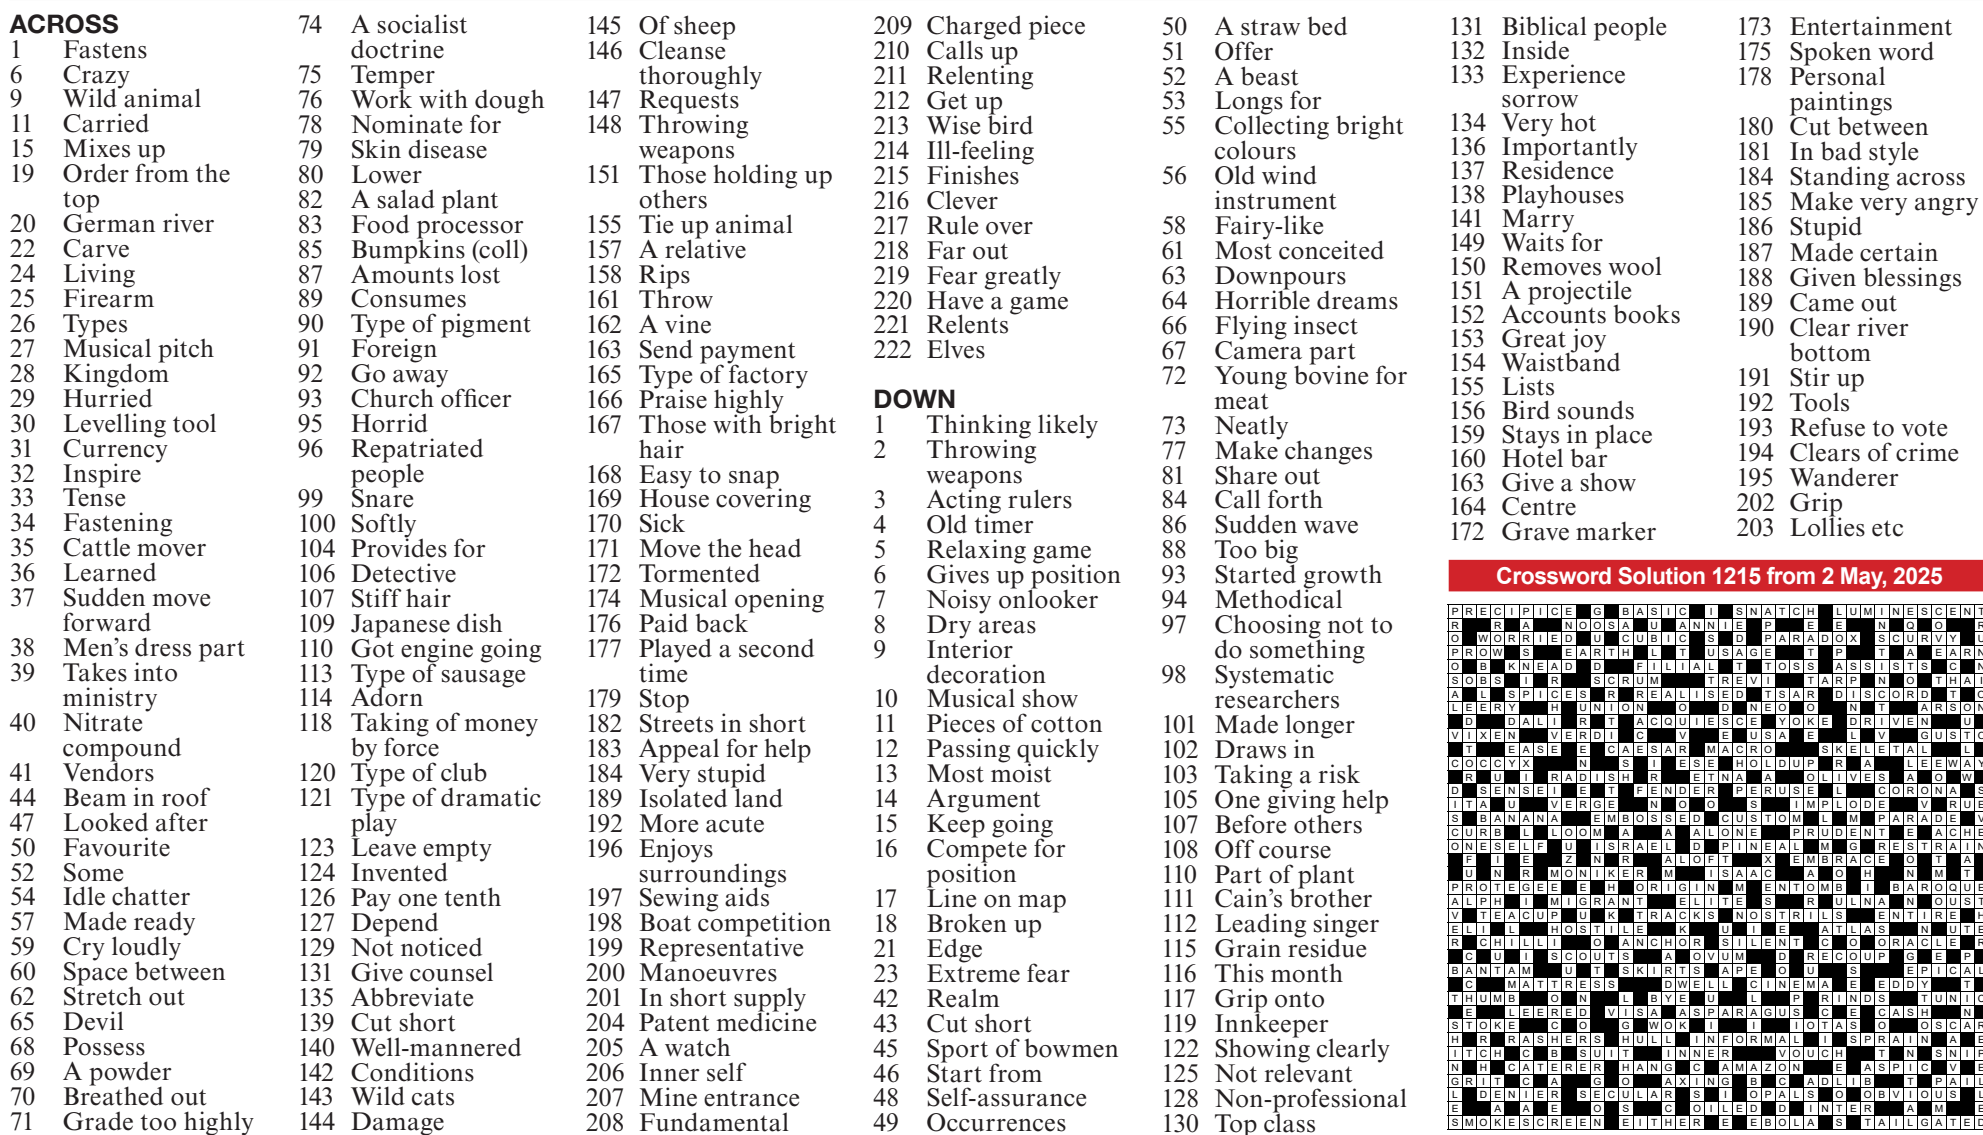 ACROSS
1 Fastens
6 Crazy
9 Wild animal
11 Carried
15 Mixes up
19 Order from the
top
20 German river
22 Carve
24 Living
25 Firearm
26 Types
27 Musical pitch
28 Kingdom
29 Hurried
30 Levelling tool
31 Currency
32 Inspire
33 Tense
34 Fastening
35 Cattle mover
36 Learned
37 Sudden move
forward
38 Men's dress part
39 Takes into
ministry
40 Nitrate
compound
41 Vendors
44 Beam in roof
47 Looked after
50 Favourite
52 Some
54 Idle chatter
57 Made ready
59 Cry loudly
60 Space between
62 Stretch out
65 Devil
68 Possess
69 A powder
70 Breathed out
71 Grade too highly
74 A socialist
doctrine
75 Temper
76 Work with dough
78 Nominate for
79 Skin disease
80 Lower
82 A salad plant
83 Food processor
85 Bumpkins (coll)
87 Amounts lost
89 Consumes
90 Type of pigment
91 Foreign
92 Go away
93 Church officer
95 Horrid
96 Repatriated
people
99 Snare
100 Softly
104 Provides for
106 Detective
107 Stiff hair
109 Japanese dish
110 Got engine going
113 Type of sausage
114 Adorn
118 Taking of money
by force
120 Type of club
121 Type of dramatic
play
123 Leave empty
124 Invented
126 Pay one tenth
127 Depend
129 Not noticed
131 Give counsel
135 Abbreviate
139 Cut short
140 Well-mannered
142 Conditions
143 Wild cats
144 Damage
145 Of sheep
146 Cleanse
thoroughly
147 Requests
148 Throwing
weapons
151 Those holding up
others
155 Tie up animal
157 A relative
158 Rips
161 Throw
162 A vine
163 Send payment
165 Type of factory
166 Praise highly
167 Those with bright
hair
168 Easy to snap
169 House covering
170 Sick
171 Move the head
172 Tormented
174 Musical opening
176 Paid back
177 Played a second
time
179 Stop
182 Streets in short
183 Appeal for help
184 Very stupid
189 Isolated land
192 More acute
196 Enjoys
surroundings
197 Sewing aids
198 Boat competition
199 Representative
200 Manoeuvres
201 In short supply
204 Patent medicine
205 A watch
206 Inner self
207 Mine entrance
208 Fundamental
209 Charged piece
210 Calls up
211 Relenting
212 Get up
213 Wise bird
214 Ill-feeling
215 Finishes
216 Clever
217 Rule over
218 Far out
219 Fear greatly
220 Have a game
221 Relents
222 Elves
DOWN
1 Thinking likely
2 Throwing
weapons
3 Acting rulers
4 Old timer
5 Relaxing game
6 Gives up position
7 Noisy onlooker
8 Dry areas
9 Interior
decoration
10 Musical show
11 Pieces of cotton
12 Passing quickly
13 Most moist
14 Argument
15 Keep going
16 Compete for
position
17 Line on map
18 Broken up
21 Edge
23 Extreme fear
42 Realm
43 Cut short
45 Sport of bowmen
46 Start from
48 Self-assurance
49 Occurrences
50 A straw bed
51 Offer
52 A beast
53 Longs for
55 Collecting bright
colours
56 Old wind
instrument
58 Fairy-like
61 Most conceited
63 Downpours
64 Horrible dreams
66 Flying insect
67 Camera part
72 Young bovine for
meat
73 Neatly
77 Make changes
81 Share out
84 Call forth
86 Sudden wave
88 Too big
93 Started growth
94 Methodical
97 Choosing not to
do something
98 Systematic
researchers
101 Made longer
102 Draws in
103 Taking a risk
105 One giving help
107 Before others
108 Off course
110 Part of plant
111 Cain's brother
112 Leading singer
115 Grain residue
116 This month
117 Grip onto
119 Innkeeper
122 Showing clearly
125 Not relevant
128 Non-professional
130 Top class
131 Biblical people
132 Inside
133 Experience
sorrow
134 Very hot
136 Importantly
137 Residence
138 Playhouses
141 Marry
149 Waits for
150 Removes wool
151 A projectile
152 Accounts books
153 Great joy
154 Waistband
155 Lists
156 Bird sounds
159 Stays in place
160 Hotel bar
163 Give a show
164 Centre
172 Grave marker
173 Entertainment
175 Spoken word
178 Personal
paintings
180 Cut between
181 In bad style
184 Standing across
185 Make very angry
186 Stupid
187 Made certain
188 Given blessings
189 Came out
190 Clear river
bottom
191 Stir up
192 Tools
193 Refuse to vote
194 Clears of crime
195 Wanderer
202 Grip
203 Lollies etc
Crossword Solution 1215 from 2 May, 2025